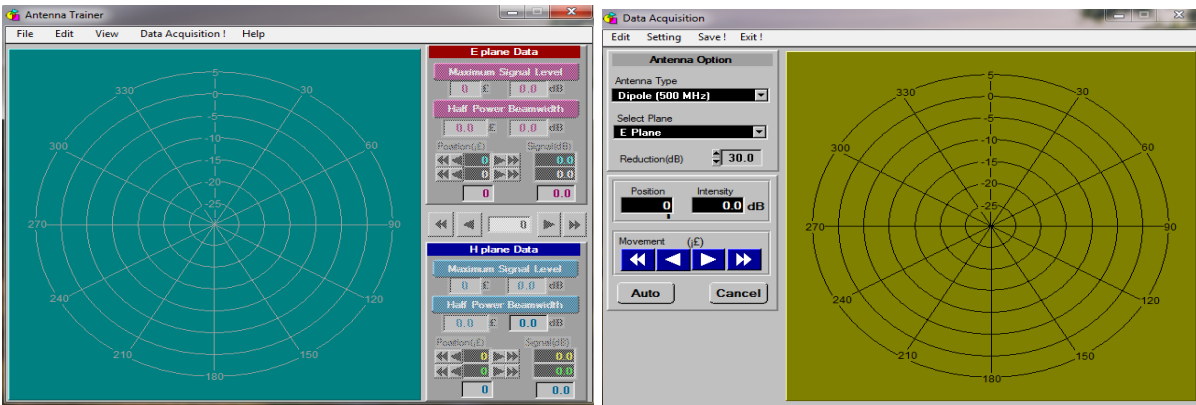 Antenna Trainer
File Edit View Data Acquisition ! Help
5
0
-5
-10
-15
-20
-25
330
30
300
60
270
90
240
120
210
150
180
E plane Data
Maximum Signal Level
0 £ 0.0 dB
Half Power Beamwidth
0.0 £ 0.0 dB
Position(¡£) Signal(dB)
0 0.0
0 0.0
0 0.0
0
H plane Data
Maximum Signal Level
0 £ 0.0 dB
Half Power Beamwidth
0.0 £ 0.0 dB
Position(¡£) Signal(dB)
0 0.0
0 0.0
0 0.0
Data Acquisition
Edit Setting Save ! Exit !
Antenna Option
Antenna Type
Dipole (500 MHz)
Select Plane
E Plane
Reduction(dB) 30.0
Position Intensity
0 0.0 dB
Movement (¡£)
Auto Cancel
5
0
-5
-10
-15
-20
-25
330
30
300
60
270
90
240
120
210
150
180